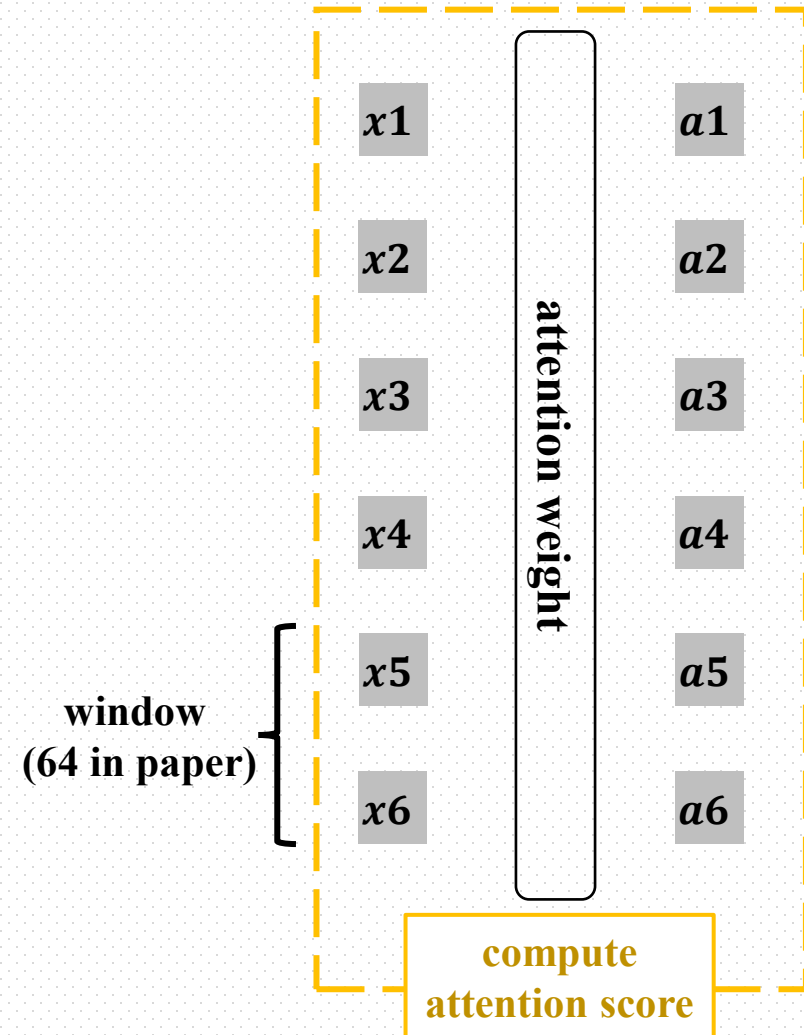 x1
a1
x2
a2
x3
a3
x4
a4
attention weight
x5
a5
window
(64 in paper)
x6
a6
compute
attention score